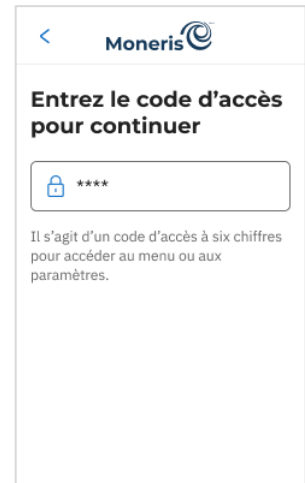 Moneris
Entrez le code d’accès
pour continuer
****
Il s’agit d’un code d’accès à six chiffres
pour accéder au menu ou aux
paramètres.